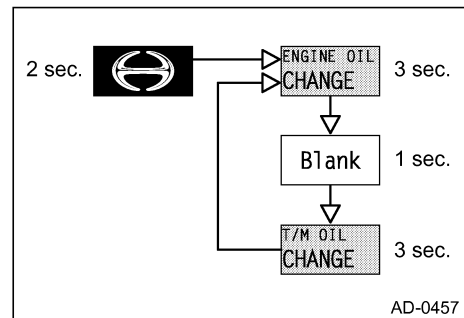 2 sec.
ENGINE OIL
CHANGE
3 sec.
Blank
1 sec.
T/M OIL
CHANGE
3 sec.
AD-0457